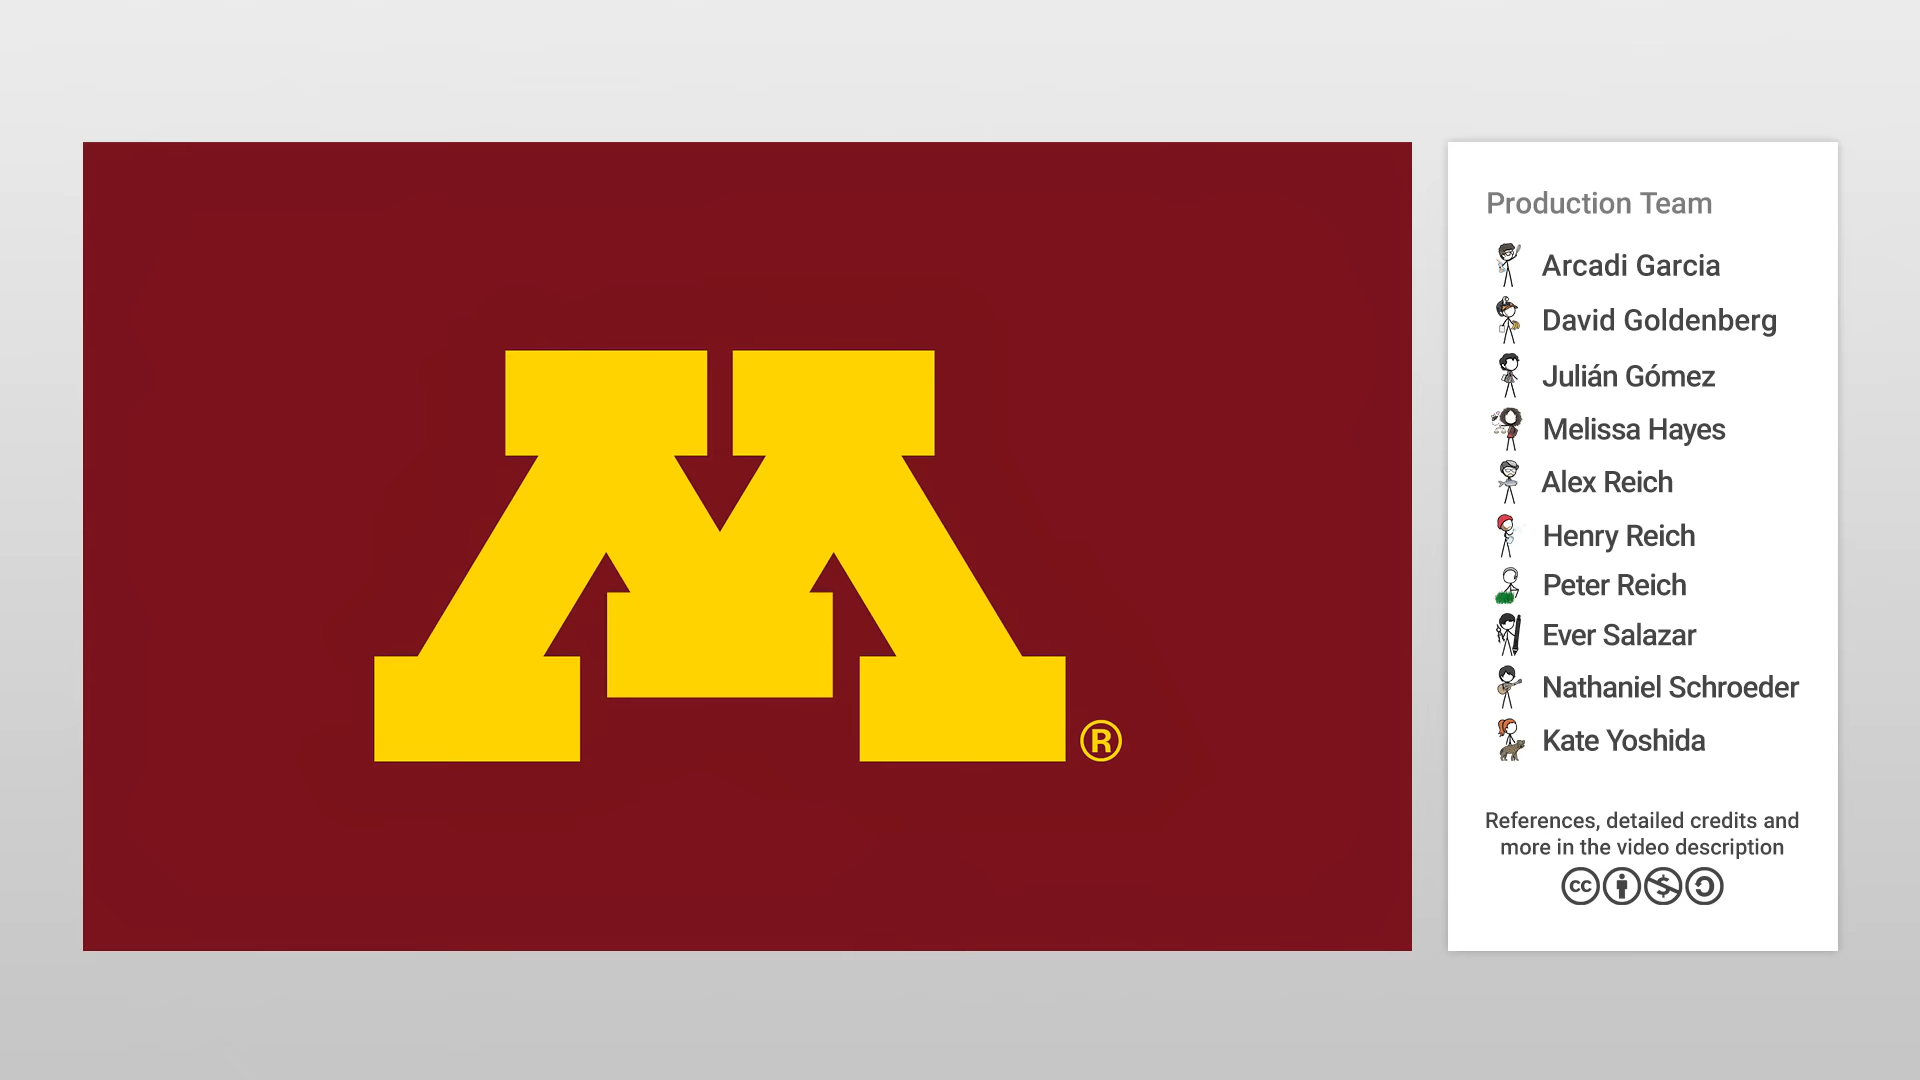 M®
Production Team
Arcadi Garcia
David Goldenberg
Julián Gómez
Melissa Hayes
Alex Reich
Henry Reich
Peter Reich
Ever Salazar
Nathaniel Schroeder
Kate Yoshida
References, detailed credits and
more in the video description
cc